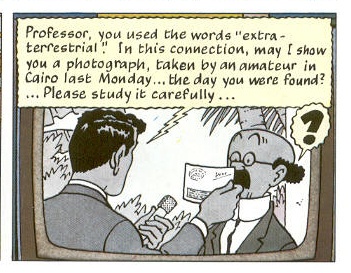 Professor, you used the words "extra-
terrestrial". In this connection, may I show
you a photograph, taken by an amateur in
Cairo last Monday... the day you were found?
... Please study it carefully...
?